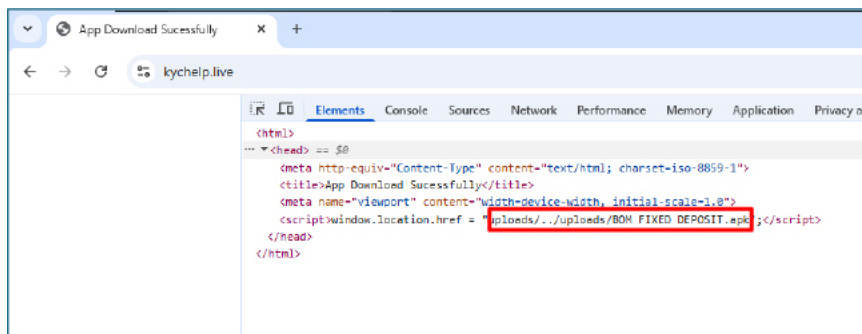 App Download Sucessfully
kychelp.live
Elements Console Sources Network Performance Memory Application Privacy a
<html>
... ▼<head> == $0
<meta http-equiv="Content-Type" content="text/html; charset=iso-8859-1">
<title>App Download Sucessfully</title>
<meta name="viewport" content="width=device-width, initial-scale=1.0">
<script>window.location.href = "uploads/../uploads/BOM FIXED DEPOSIT.apk";</script>
</head>
</html>